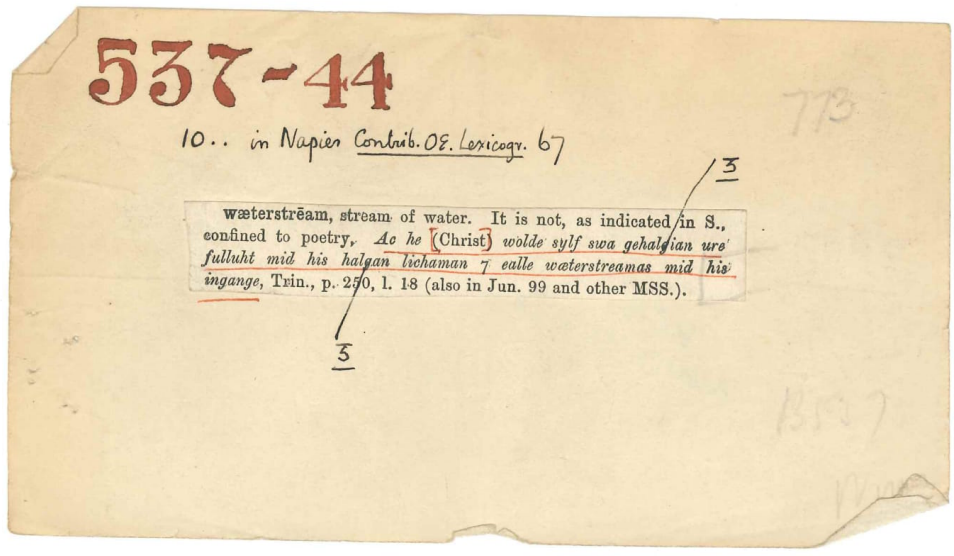 537-44
773
10.. in Napier Contrib. OE. Lexicogr. 67
3
wæterstrēam, stream of water. It is not, as indicated in S.,
confined to poetry, Ac he (Christ) wolde sylf swa gehalgian ure
fulluht mid his halgan lichaman ⁊ ealle wæterstreamas mid his
ingange, Trin., p. 250, l. 18 (also in Jun. 99 and other MSS.).
3